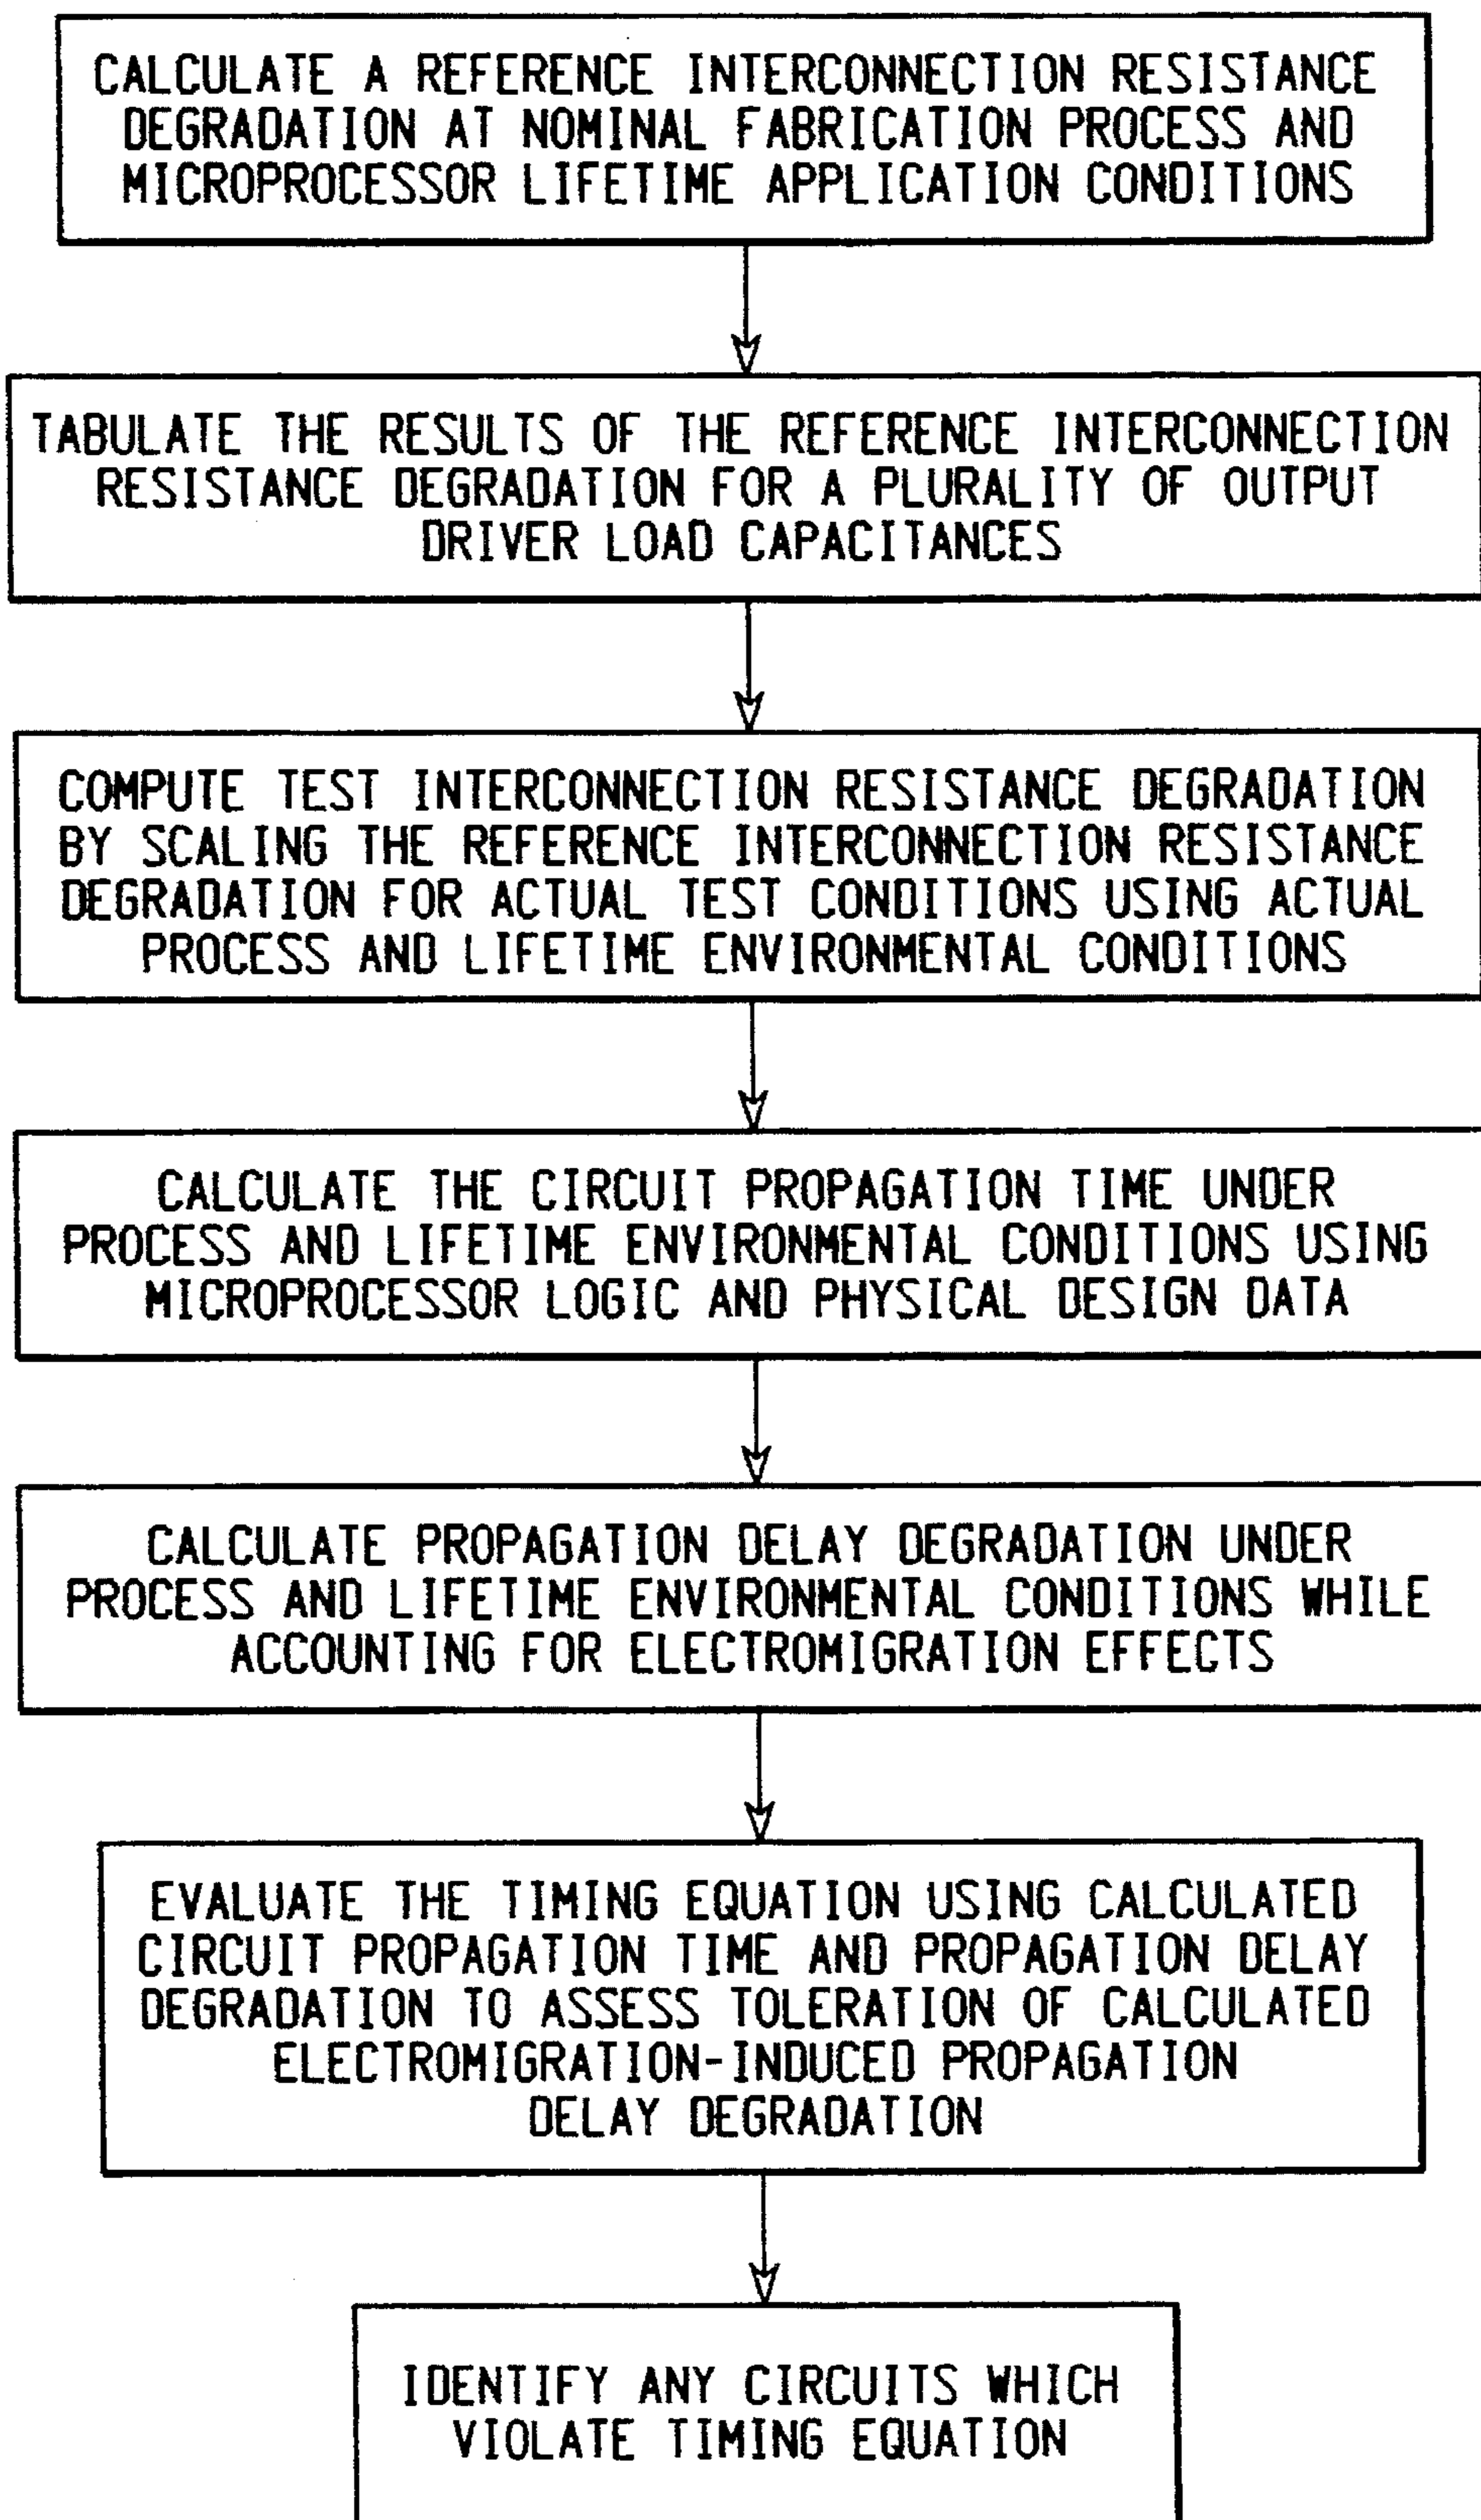 CALCULATE A REFERENCE INTERCONNECTION RESISTANCE
DEGRADATION AT NOMINAL FABRICATION PROCESS AND
MICROPROCESSOR LIFETIME APPLICATION CONDITIONS
TABULATE THE RESULTS OF THE REFERENCE INTERCONNECTION
RESISTANCE DEGRADATION FOR A PLURALITY OF OUTPUT
DRIVER LOAD CAPACITANCES
COMPUTE TEST INTERCONNECTION RESISTANCE DEGRADATION
BY SCALING THE REFERENCE INTERCONNECTION RESISTANCE
DEGRADATION FOR ACTUAL TEST CONDITIONS USING ACTUAL
PROCESS AND LIFETIME ENVIRONMENTAL CONDITIONS
CALCULATE THE CIRCUIT PROPAGATION TIME UNDER
PROCESS AND LIFETIME ENVIRONMENTAL CONDITIONS USING
MICROPROCESSOR LOGIC AND PHYSICAL DESIGN DATA
CALCULATE PROPAGATION DELAY DEGRADATION UNDER
PROCESS AND LIFETIME ENVIRONMENTAL CONDITIONS WHILE
ACCOUNTING FOR ELECTROMIGRATION EFFECTS
EVALUATE THE TIMING EQUATION USING CALCULATED
CIRCUIT PROPAGATION TIME AND PROPAGATION DELAY
DEGRADATION TO ASSESS TOLERATION OF CALCULATED
ELECTROMIGRATION-INDUCED PROPAGATION
DELAY DEGRADATION
IDENTIFY ANY CIRCUITS WHICH
VIOLATE TIMING EQUATION